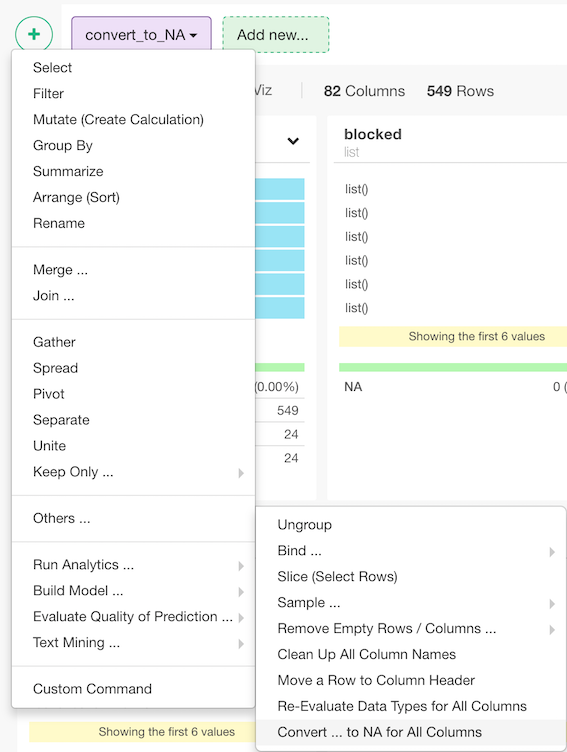 +
convert_to_NA
Add new...
Viz
82 Columns 549 Rows
Select
Filter
Mutate (Create Calculation)
Group By
Summarize
Arrange (Sort)
Rename
Merge ...
Join ...
Gather
Spread
Pivot
Separate
Unite
Keep Only ...
Others ...
Run Analytics ...
Build Model ...
Evaluate Quality of Prediction ...
Text Mining ...
Custom Command
blocked
list
list()
list()
list()
list()
list()
list()
Showing the first 6 values
(0.00%)
549
24
24
NA 0 (
Ungroup
Bind ...
Slice (Select Rows)
Sample ...
Remove Empty Rows / Columns ...
Clean Up All Column Names
Move a Row to Column Header
Re-Evaluate Data Types for All Columns
Convert ... to NA for All Columns
Showing the first 6 values